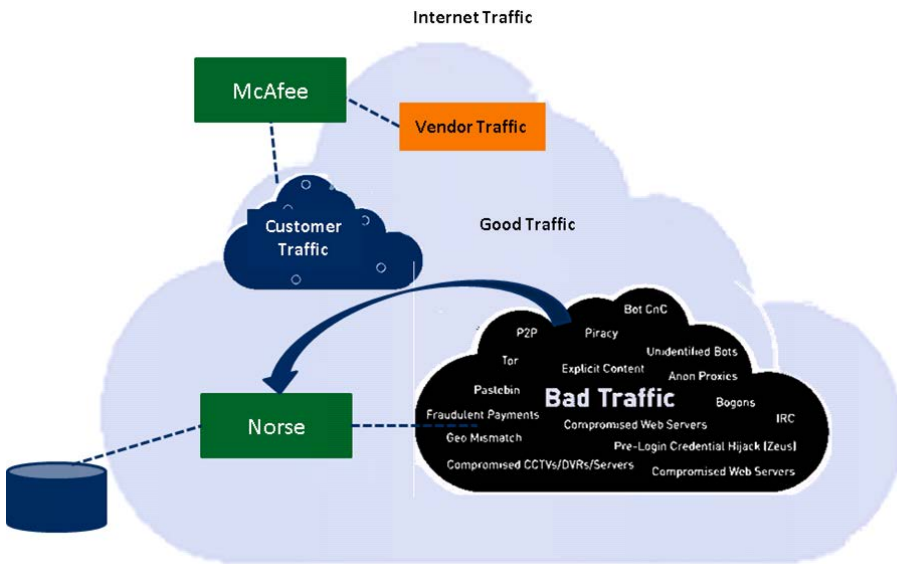 Internet Traffic
McAfee
Vendor Traffic
Customer
Traffic
Good Traffic
Bot CnC
P2P
Piracy
Unidentified Bots
Tor
Explicit Content
Anon Proxies
Pastebin
Bad Traffic
Bogons
Fraudulent Payments
IRC
Compromised Web Servers
Norse
Geo Mismatch
Pre-Login Credential Hijack (Zeus)
Compromised CCTVs/DVRs/Servers
Compromised Web Servers